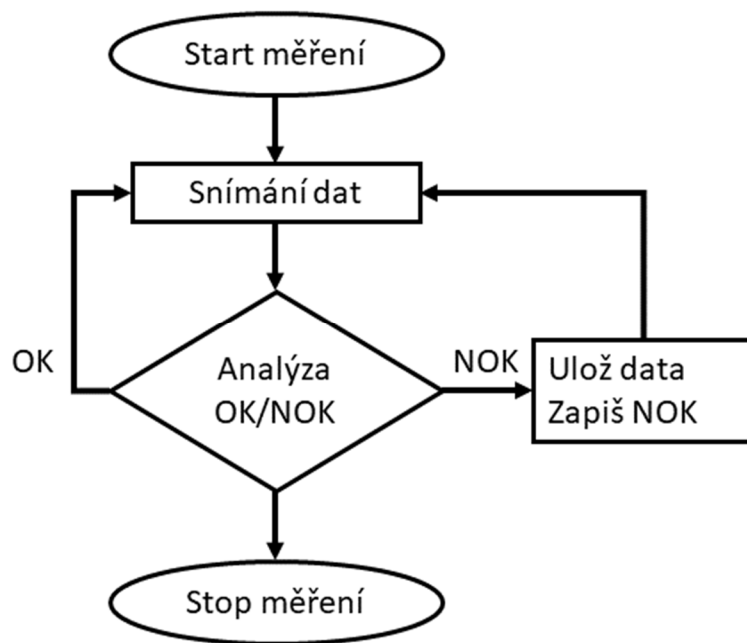 Start měření
Snímání dat
OK
Analýza
OK/NOK
NOK
Ulož data
Zapiš NOK
Stop měření